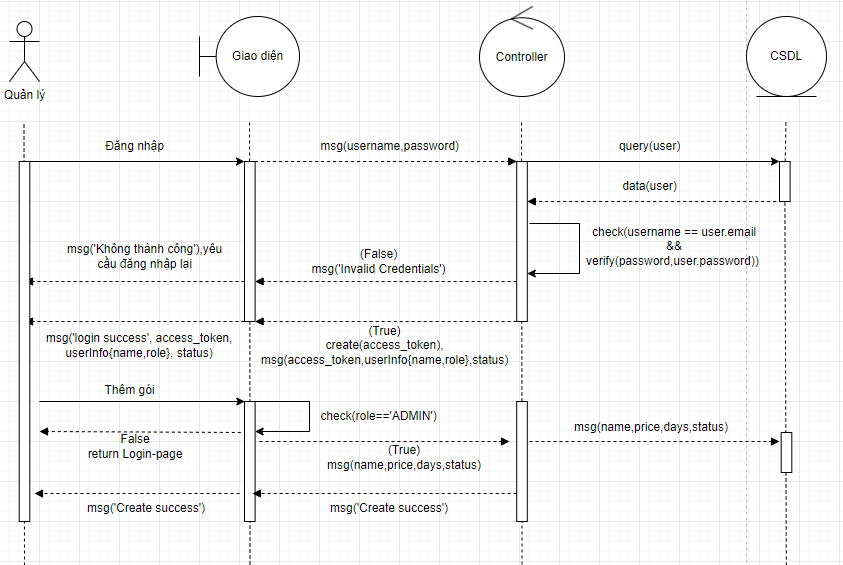 Quản lý
Giao diện
Controller
CSDL
Đăng nhập
msg(username,password)
query(user)
data(user)
check(username == user.email
&&
verify(password,user.password))
msg('Không thành công'),yêu
cầu đăng nhập lại
(False)
msg('Invalid Credentials')
msg('login success', access_token,
userInfo{name,role}, status)
(True)
create(access_token),
msg(access_token,userInfo{name,role},status)
Thêm gói
check(role=='ADMIN')
False
return Login-page
(True)
msg(name,price,days,status)
msg(name,price,days,status)
msg('Create success')
msg('Create success')